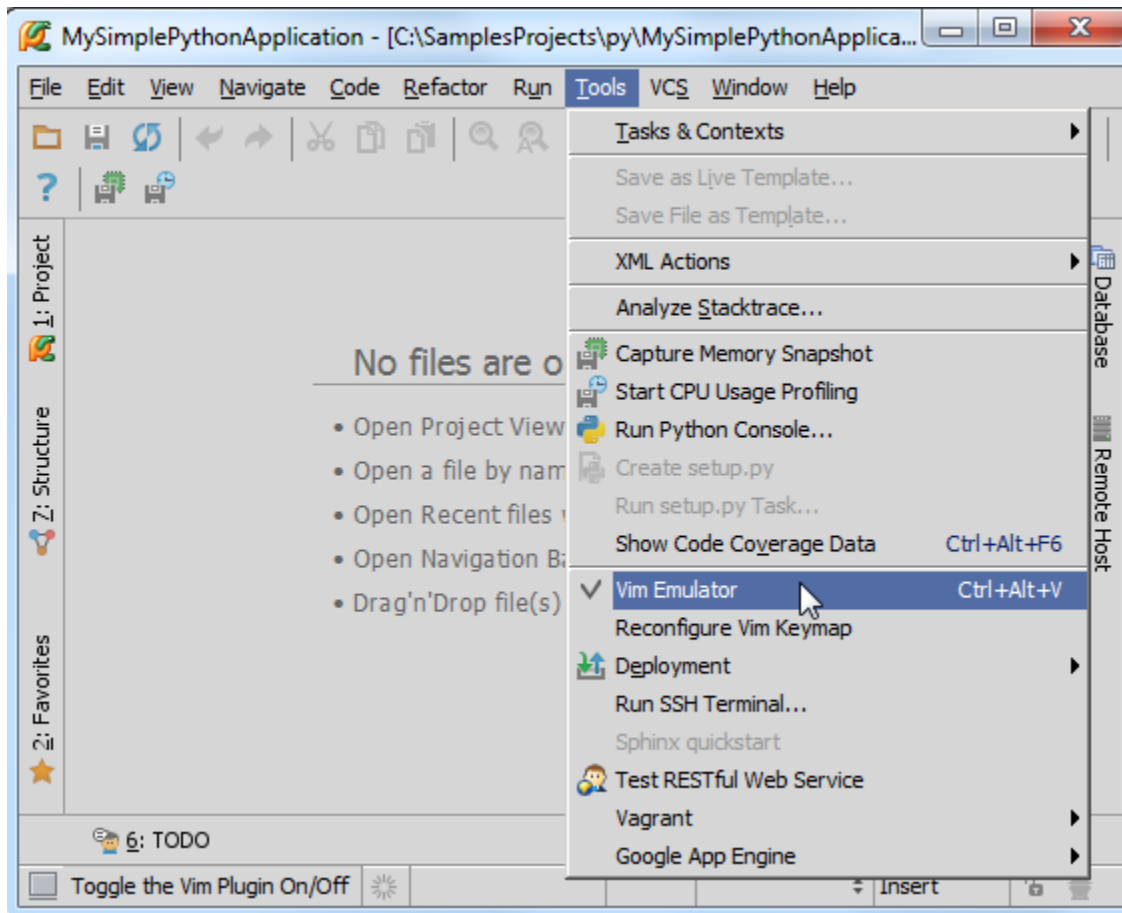 MySimplePythonApplication - [C:\SamplesProjects\py\MySimplePythonApplica...
File Edit View Navigate Code Refactor Run Tools VCS Window Help
Tasks & Contexts
Save as Live Template...
Save File as Template...
XML Actions
Analyze Stacktrace...
Capture Memory Snapshot
Start CPU Usage Profiling
Run Python Console...
Create setup.py
Run setup.py Task...
Show Code Coverage Data Ctrl+Alt+F6
Vim Emulator Ctrl+Alt+V
Reconfigure Vim Keymap
Deployment
Run SSH Terminal...
Sphinx quickstart
Test RESTful Web Service
Vagrant
Google App Engine
1: Project
7: Structure
2: Favorites
No files are o
• Open Project View
• Open a file by nam
• Open Recent files
• Open Navigation Ba
• Drag'n'Drop file(s)
Database
Remote Host
6: TODO
Toggle the Vim Plugin On/Off Insert